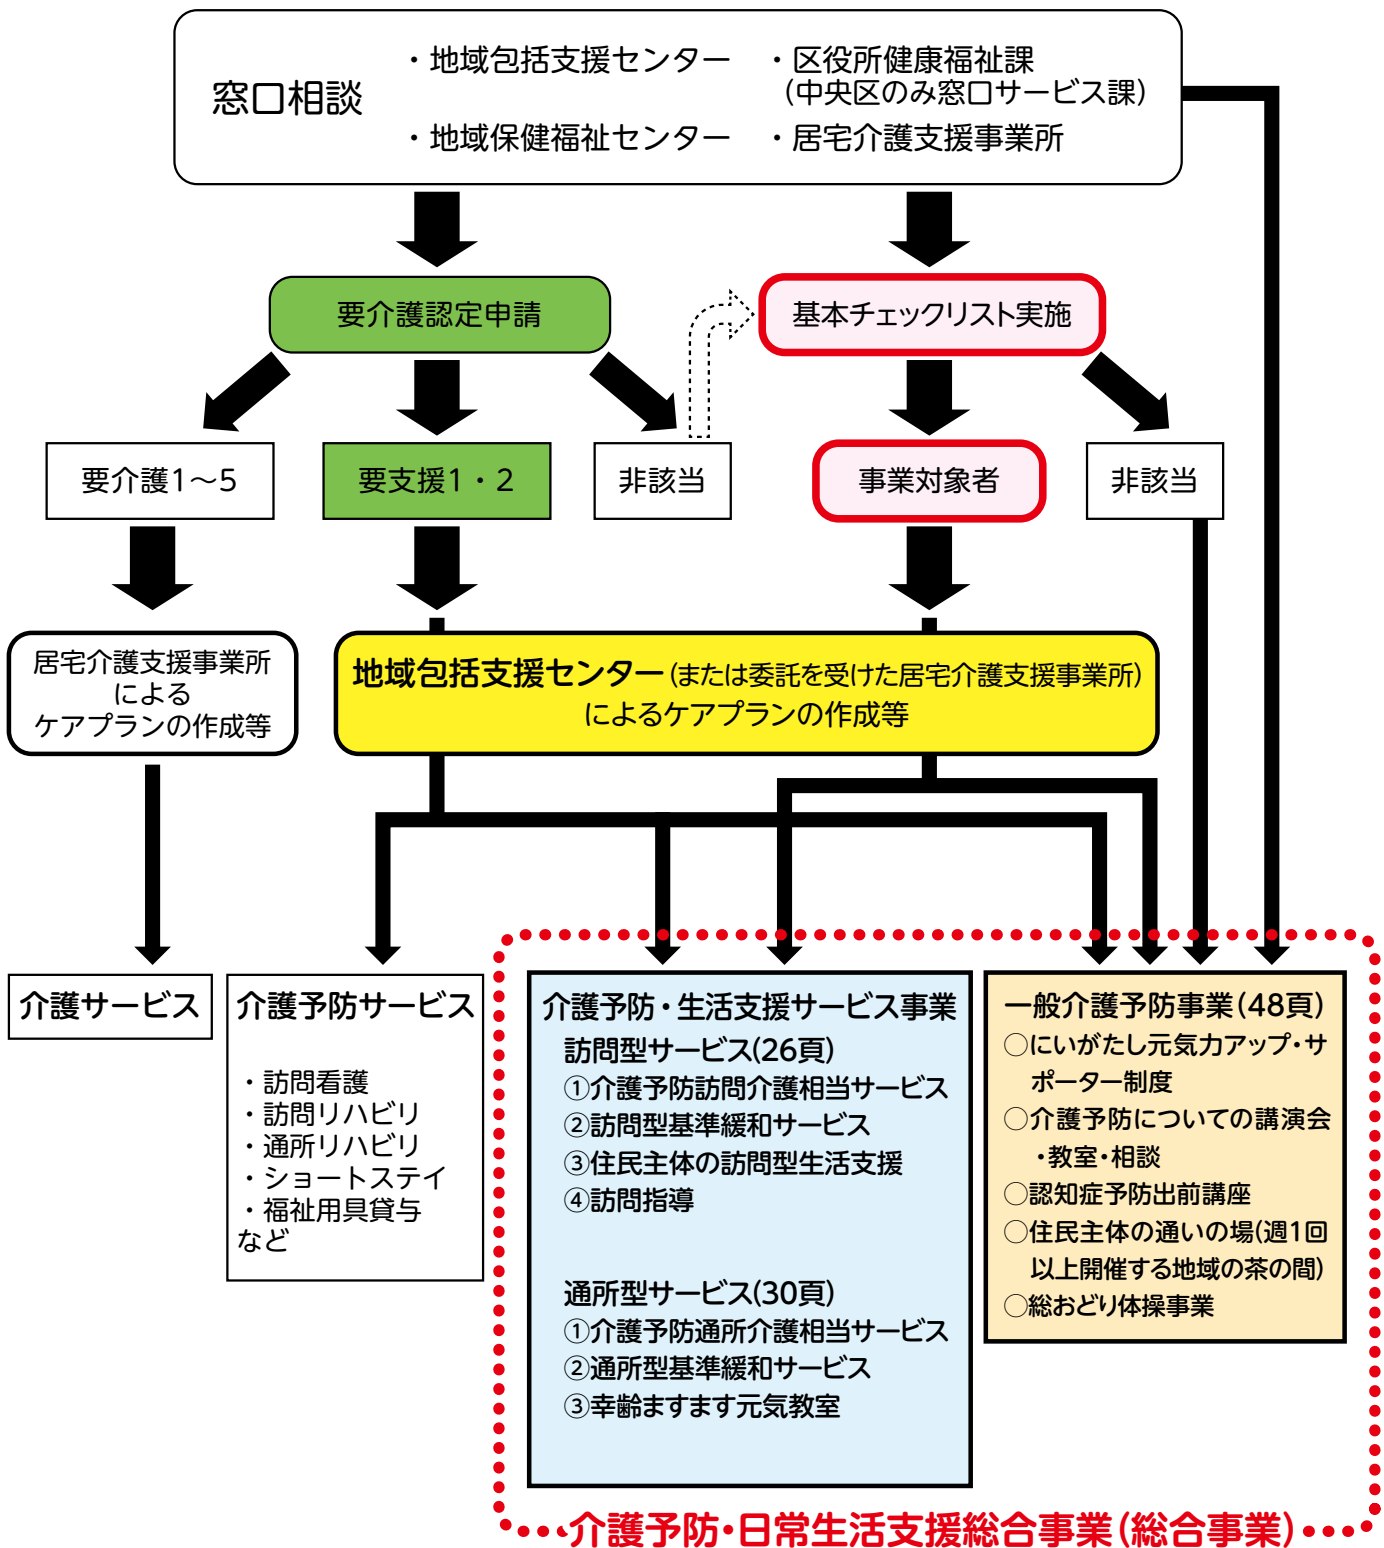 窓口相談
・地域包括支援センター
・区役所健康福祉課
（中央区のみ窓口サービス課）
・地域保健福祉センター
・居宅介護支援事業所
要介護認定申請
基本チェックリスト実施
要介護1〜5
要支援1・2
非該当
事業対象者
非該当
居宅介護支援事業所
による
ケアプランの作成等
地域包括支援センター（または委託を受けた居宅介護支援事業所）
によるケアプランの作成等
介護サービス
介護予防サービス
・訪問看護
・訪問リハビリ
・通所リハビリ
・ショートステイ
・福祉用具貸与
など
介護予防・生活支援サービス事業
訪問型サービス(26頁)
①介護予防訪問介護相当サービス
②訪問型基準緩和サービス
③住民主体の訪問型生活支援
④訪問指導
通所型サービス(30頁)
①介護予防通所介護相当サービス
②通所型基準緩和サービス
③幸齢ますます元気教室
一般介護予防事業(48頁)
○にいがたし元気力アップ・サ
ポーター制度
○介護予防についての講演会
・教室・相談
○認知症予防出前講座
○住民主体の通いの場(週1回
以上開催する地域の茶の間)
○総おどり体操事業
介護予防・日常生活支援総合事業(総合事業)